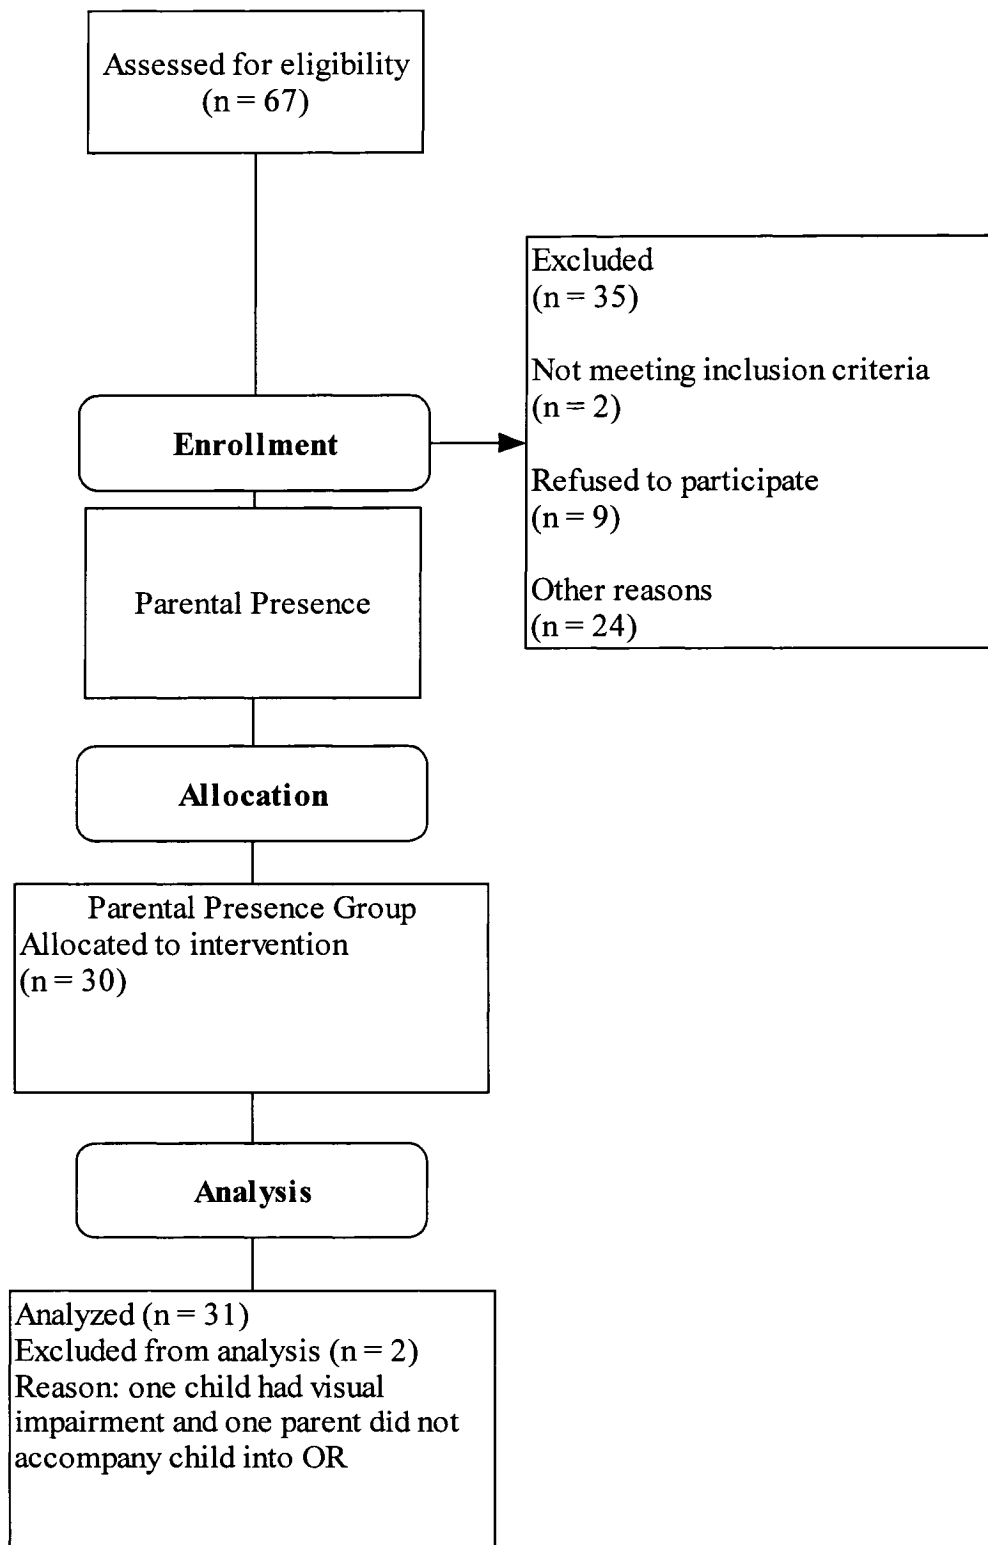 Assessed for eligibility
(n = 67)
Excluded
(n = 35)
Not meeting inclusion criteria
(n = 2)
Refused to participate
(n = 9)
Other reasons
(n = 24)
Enrollment
Parental Presence
Allocation
Parental Presence Group
Allocated to intervention
(n = 30)
Analysis
Analyzed (n = 31)
Excluded from analysis (n = 2)
Reason: one child had visual
impairment and one parent did not
accompany child into OR